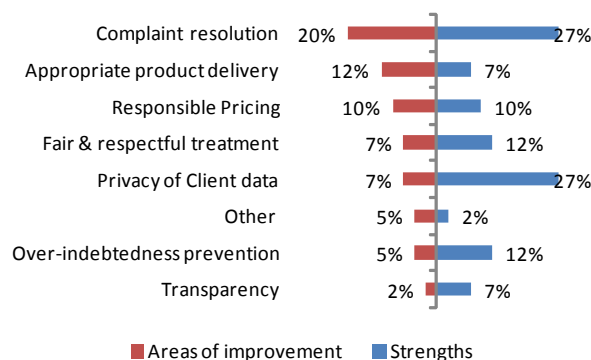 Complaint resolution 20% 27%
Appropriate product delivery 12% 7%
Responsible Pricing 10% 10%
Fair & respectful treatment 7% 12%
Privacy of Client data 7% 27%
Other 5% 2%
Over-indebtedness prevention 5% 12%
Transparency 2% 7%
Areas of improvement Strengths